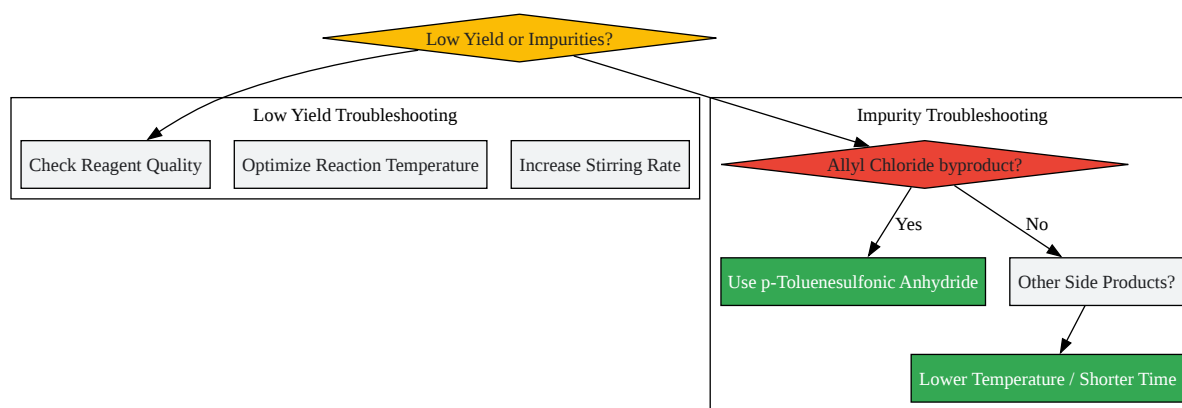 Low Yield or Impurities?
Low Yield Troubleshooting
Impurity Troubleshooting
Check Reagent Quality
Optimize Reaction Temperature
Increase Stirring Rate
Allyl Chloride byproduct?
Yes
No
Use p-Toluenesulfonic Anhydride
Other Side Products?
Lower Temperature / Shorter Time